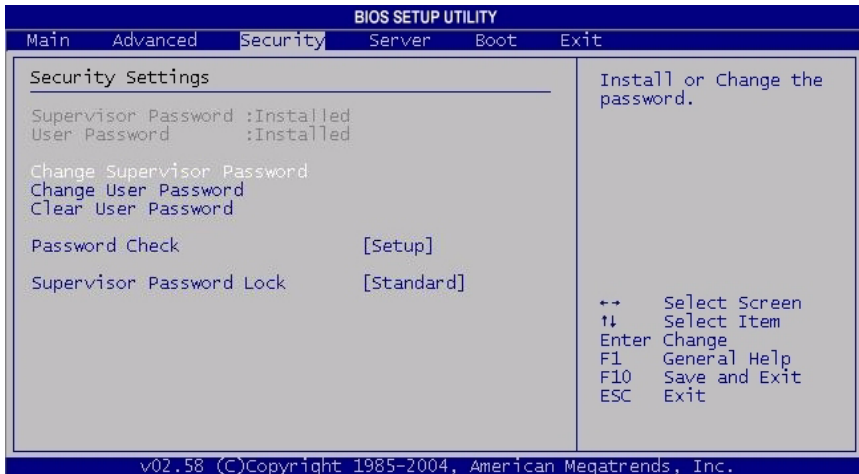 BIOS SETUP UTILITY
Main Advanced Security Server Boot Exit
Security Settings
Supervisor Password :Installed
User Password :Installed
Change Supervisor Password
Change User Password
Clear User Password
Password Check [Setup]
Supervisor Password Lock [Standard]
Install or Change the
password.
←→ Select Screen
↑↓ Select Item
Enter Change
F1 General Help
F10 Save and Exit
ESC Exit
v02.58 (C)Copyright 1985-2004, American Megatrends, Inc.